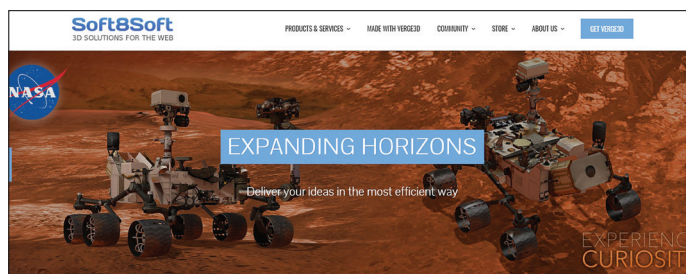 Soft8Soft
3D SOLUTIONS FOR THE WEB
PRODUCTS & SERVICES
MADE WITH VERGE3D
COMMUNITY
STORE
ABOUT US
GET VERGE3D
NASA
EXPANDING HORIZONS
Deliver your ideas in the most efficient way
EXPERIENC
CURIOSIT